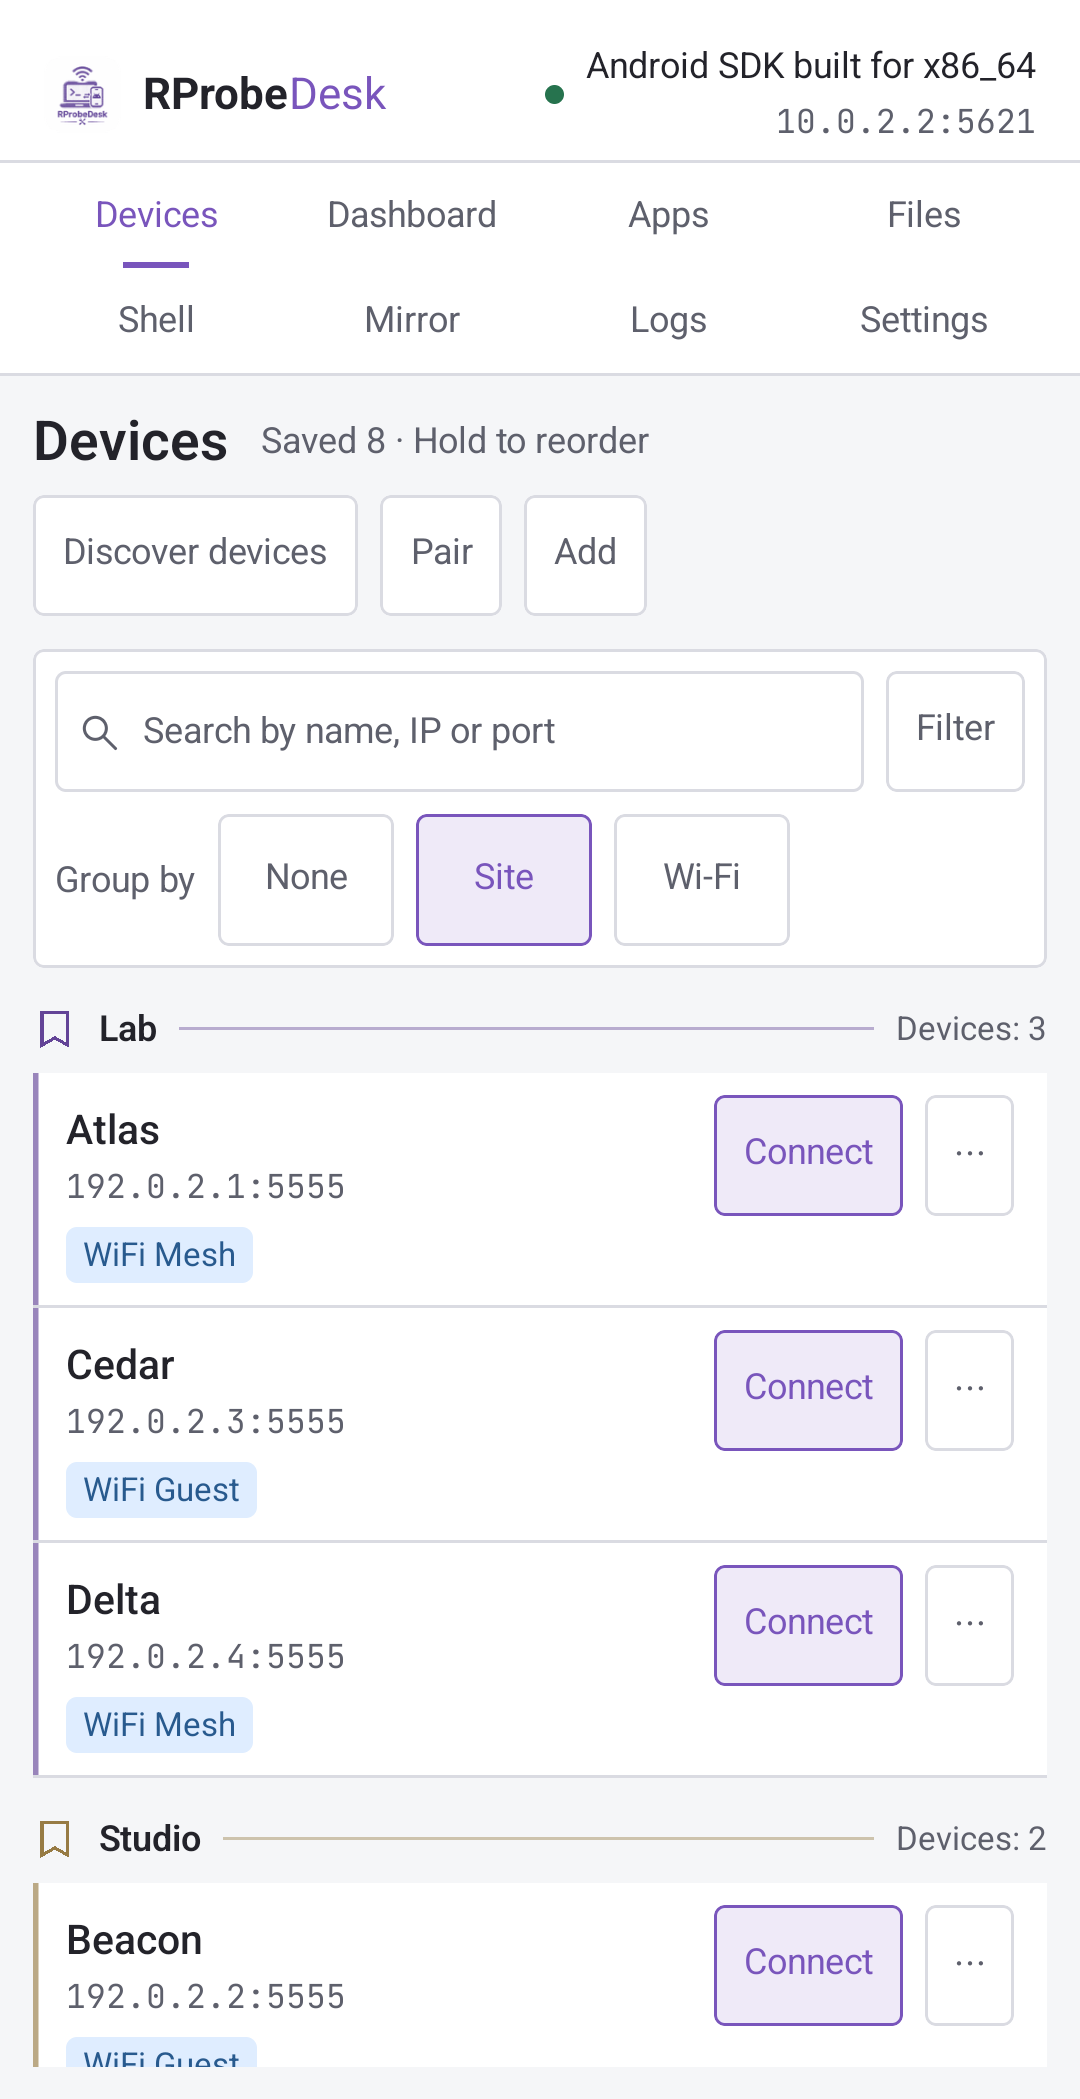 RProbeDesk
RProbeDesk
Android SDK built for x86_64
10.0.2.2:5621
Devices
Dashboard
Apps
Files
Shell
Mirror
Logs
Settings
Devices
Saved 8 · Hold to reorder
Discover devices
Pair
Add
Search by name, IP or port
Filter
Group by
None
Site
Wi-Fi
Lab
Devices: 3
Atlas
192.0.2.1:5555
WiFi Mesh
Connect
...
Cedar
192.0.2.3:5555
WiFi Guest
Connect
...
Delta
192.0.2.4:5555
WiFi Mesh
Connect
...
Studio
Devices: 2
Beacon
192.0.2.2:5555
WiFi Guest
Connect
...